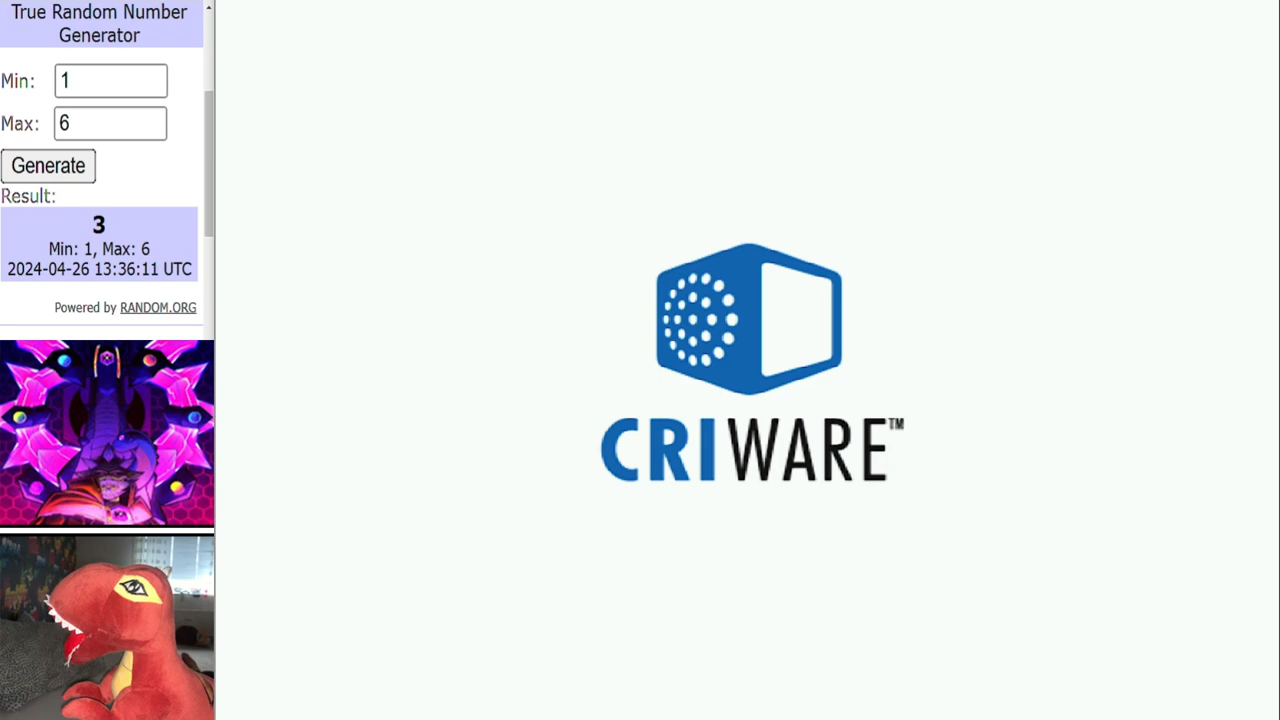 True Random Number
Generator
Min: 1
Max: 6
Generate
Result:
3
Min: 1, Max: 6
2024-04-26 13:36:11 UTC
Powered by RANDOM.ORG
CRIWARE™